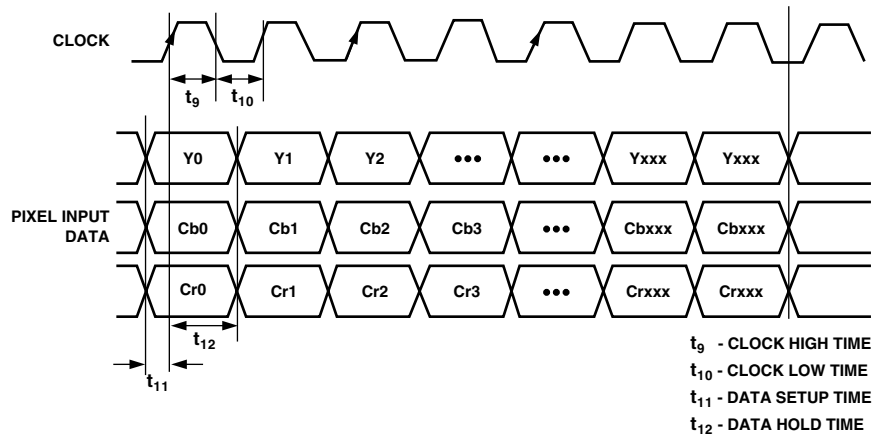 CLOCK
t9
t10
Y0 Y1 Y2 ●●● ●●● Yxxx Yxxx
PIXEL INPUT
DATA
Cb0 Cb1 Cb2 Cb3 ●●● Cbxxx Cbxxx
Cr0 Cr1 Cr2 Cr3 ●●● Crxxx Crxxx
t12
t11
t9 - CLOCK HIGH TIME
t10 - CLOCK LOW TIME
t11 - DATA SETUP TIME
t12 - DATA HOLD TIME